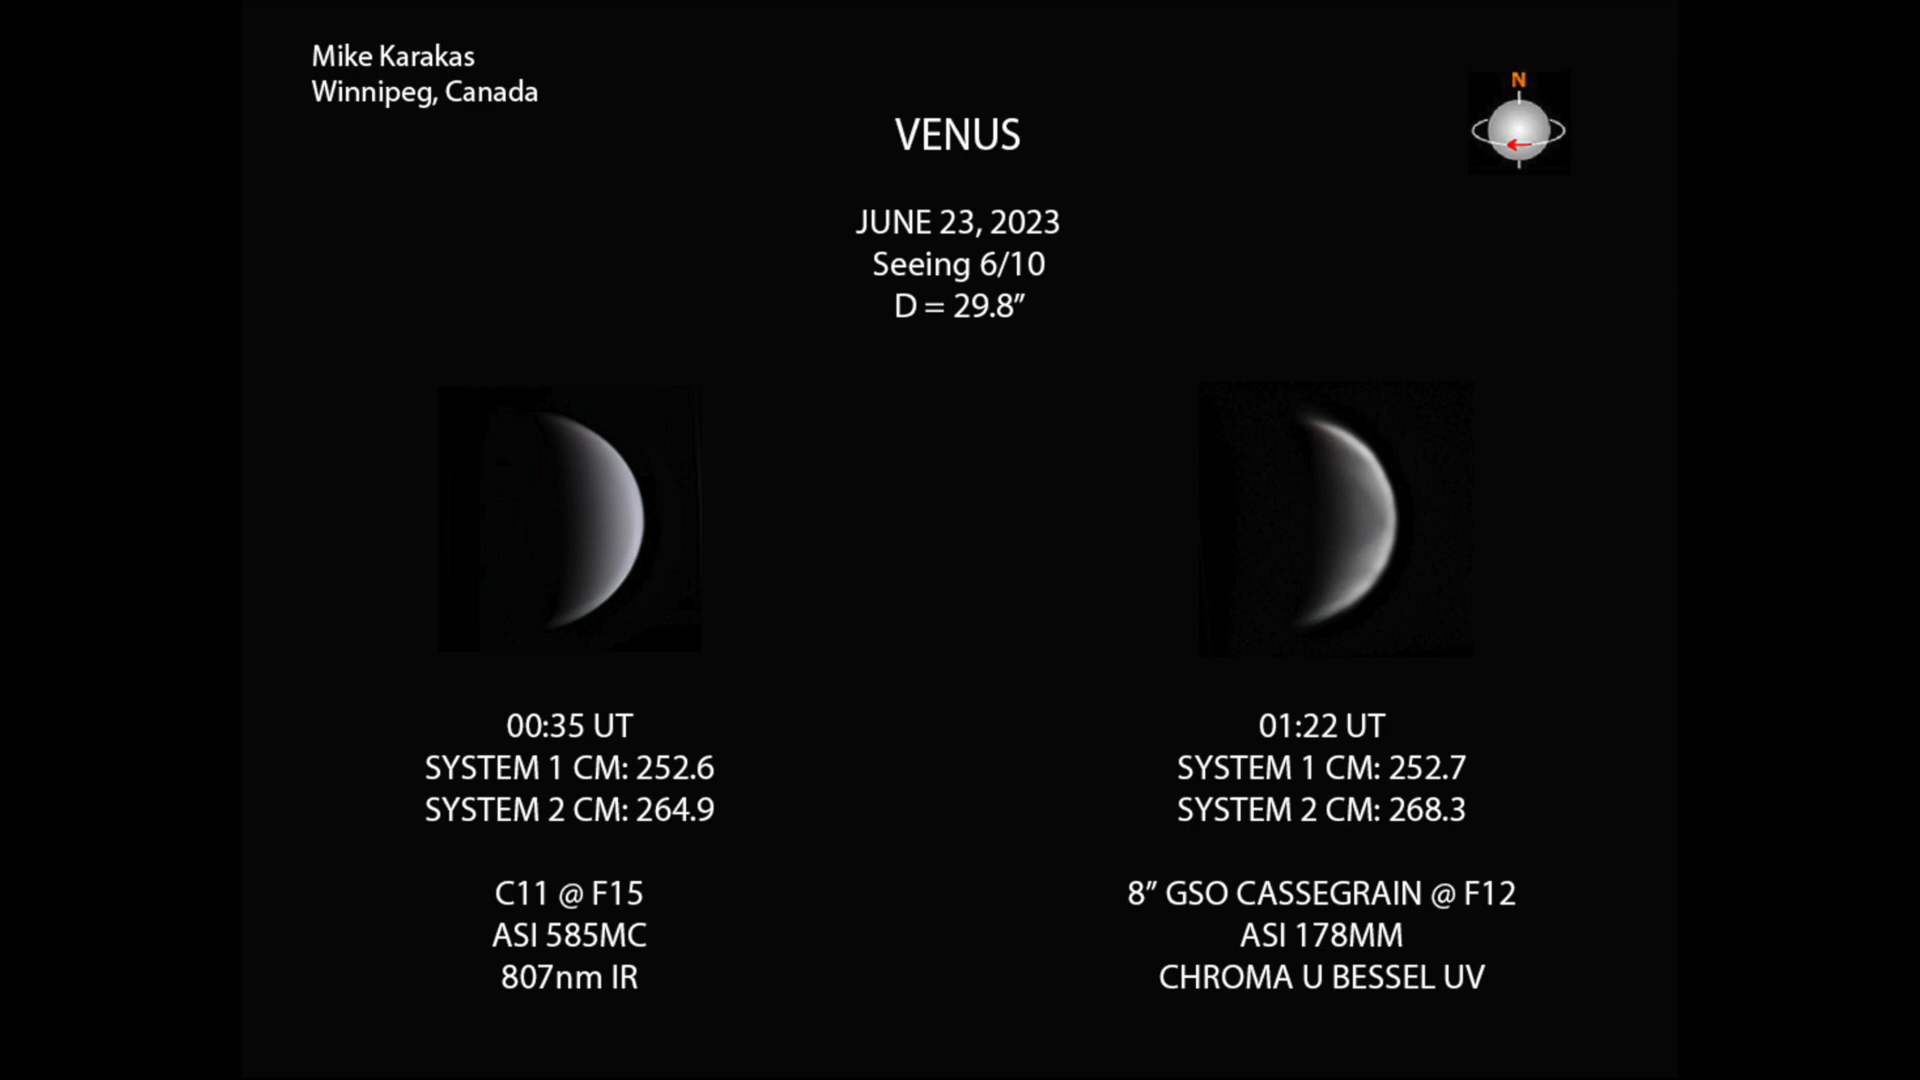 Mike Karakas
Winnipeg, Canada
N
VENUS
JUNE 23, 2023
Seeing 6/10
D = 29.8”
00:35 UT
SYSTEM 1 CM: 252.6
SYSTEM 2 CM: 264.9
C11 @ F15
ASI 585MC
807nm IR
01:22 UT
SYSTEM 1 CM: 252.7
SYSTEM 2 CM: 268.3
8” GSO CASSEGRAIN @ F12
ASI 178MM
CHROMA U BESSEL UV